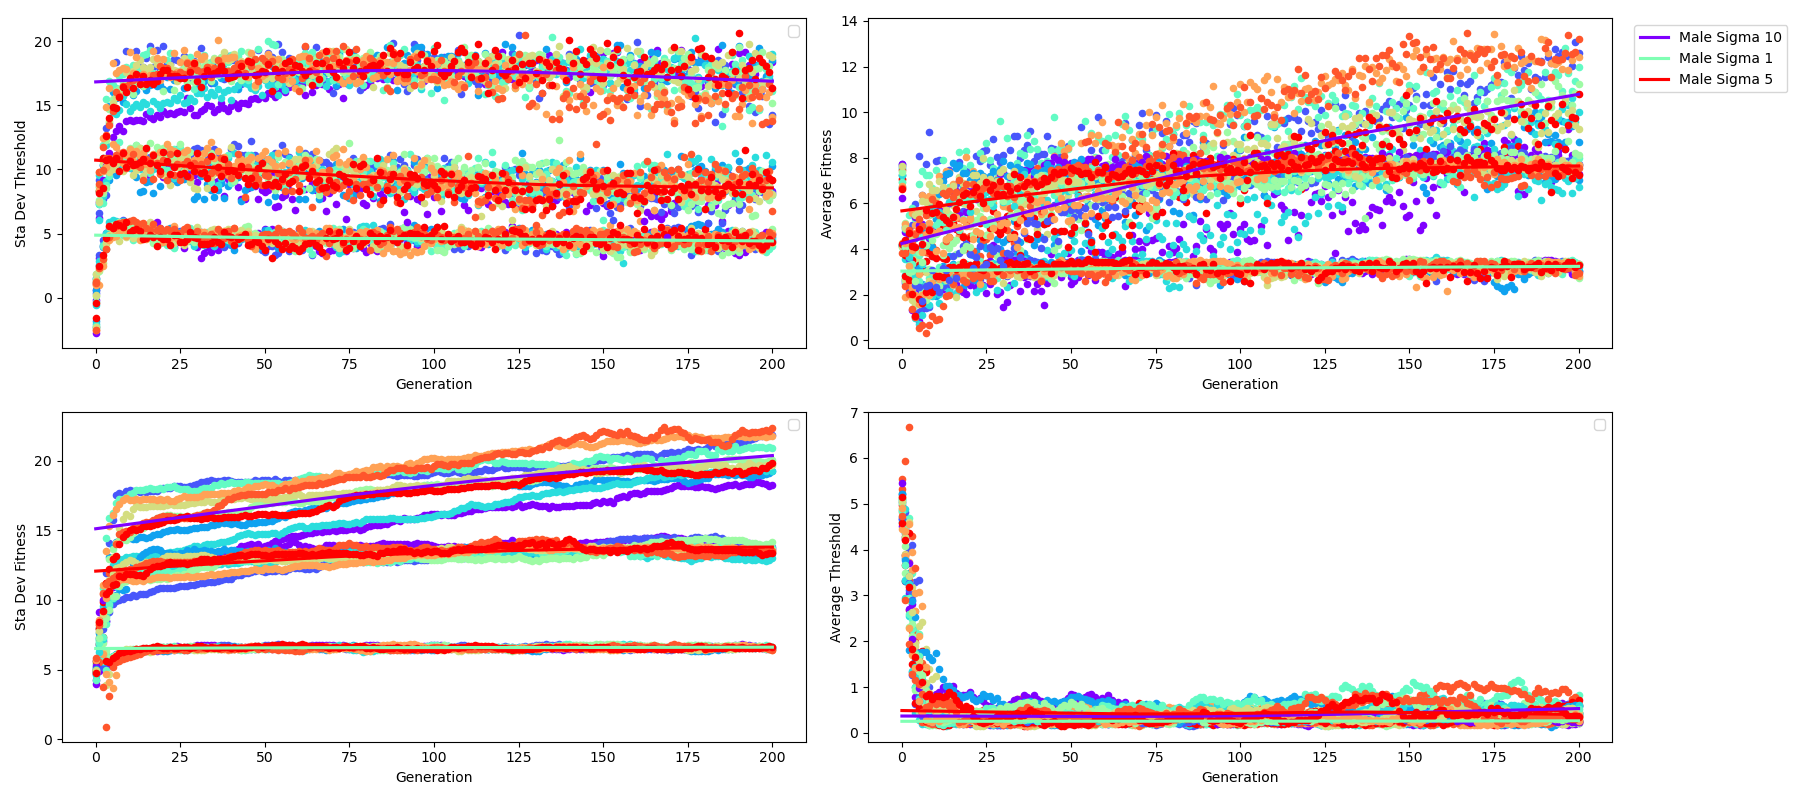 20
15
10
5
0
Sta Dev Threshold
0 25 50 75 100 125 150 175 200
Generation
14
12
10
8
6
4
2
0
Average Fitness
0 25 50 75 100 125 150 175 200
Generation
Male Sigma 10
Male Sigma 1
Male Sigma 5
20
15
10
5
0
Sta Dev Fitness
0 25 50 75 100 125 150 175 200
Generation
7
6
5
4
3
2
1
0
Average Threshold
0 25 50 75 100 125 150 175 200
Generation